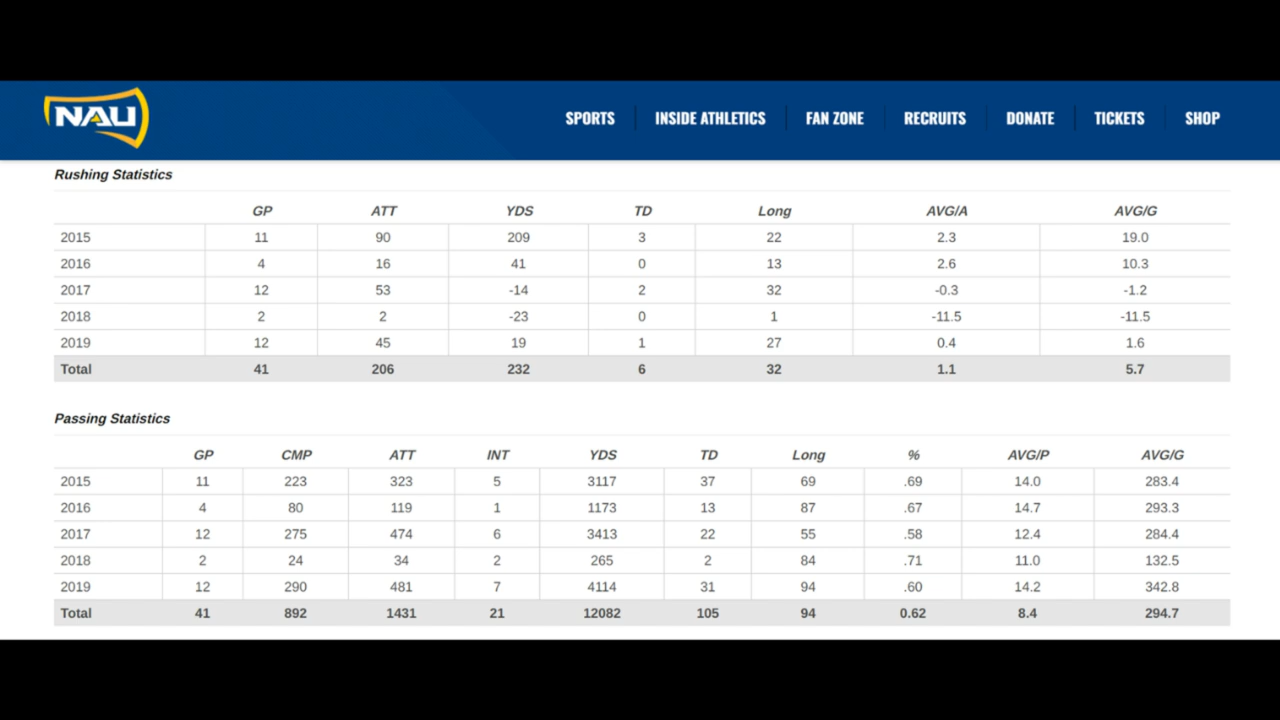 NAU
SPORTS INSIDE ATHLETICS FAN ZONE RECRUITS DONATE TICKETS SHOP
Rushing Statistics
GP ATT YDS TD Long AVG/A AVG/G
2015 11 90 209 3 22 2.3 19.0
2016 4 16 41 0 13 2.6 10.3
2017 12 53 -14 2 32 -0.3 -1.2
2018 2 2 -23 0 1 -11.5 -11.5
2019 12 45 19 1 27 0.4 1.6
Total 41 206 232 6 32 1.1 5.7
Passing Statistics
GP CMP ATT INT YDS TD Long % AVG/P AVG/G
2015 11 223 323 5 3117 37 69 .69 14.0 283.4
2016 4 80 119 1 1173 13 87 .67 14.7 293.3
2017 12 275 474 6 3413 22 55 .58 12.4 284.4
2018 2 24 34 2 265 2 84 .71 11.0 132.5
2019 12 290 481 7 4114 31 94 .60 14.2 342.8
Total 41 892 1431 21 12082 105 94 0.62 8.4 294.7